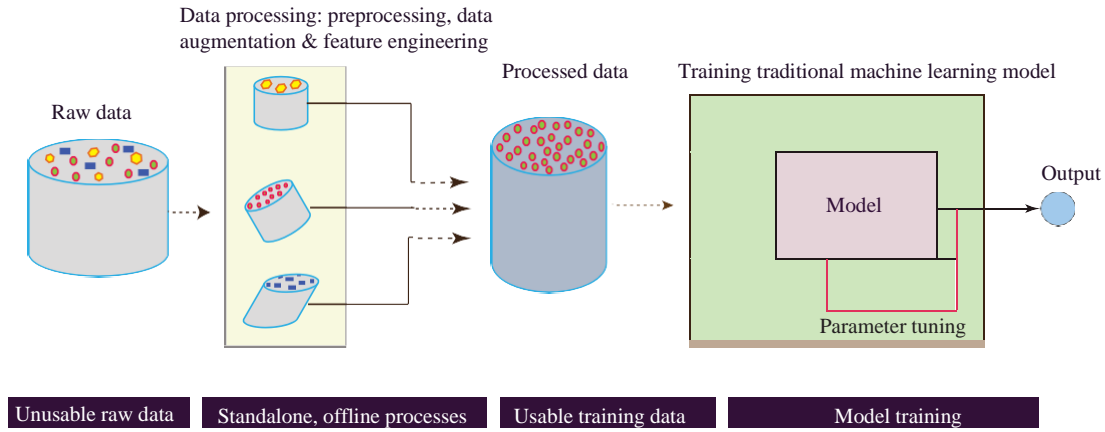 Data processing: preprocessing, data
augmentation & feature engineering
Processed data
Training traditional machine learning model
Raw data
Output
Model
Parameter tuning
Unusable raw data
Standalone, offline processes
Usable training data
Model training